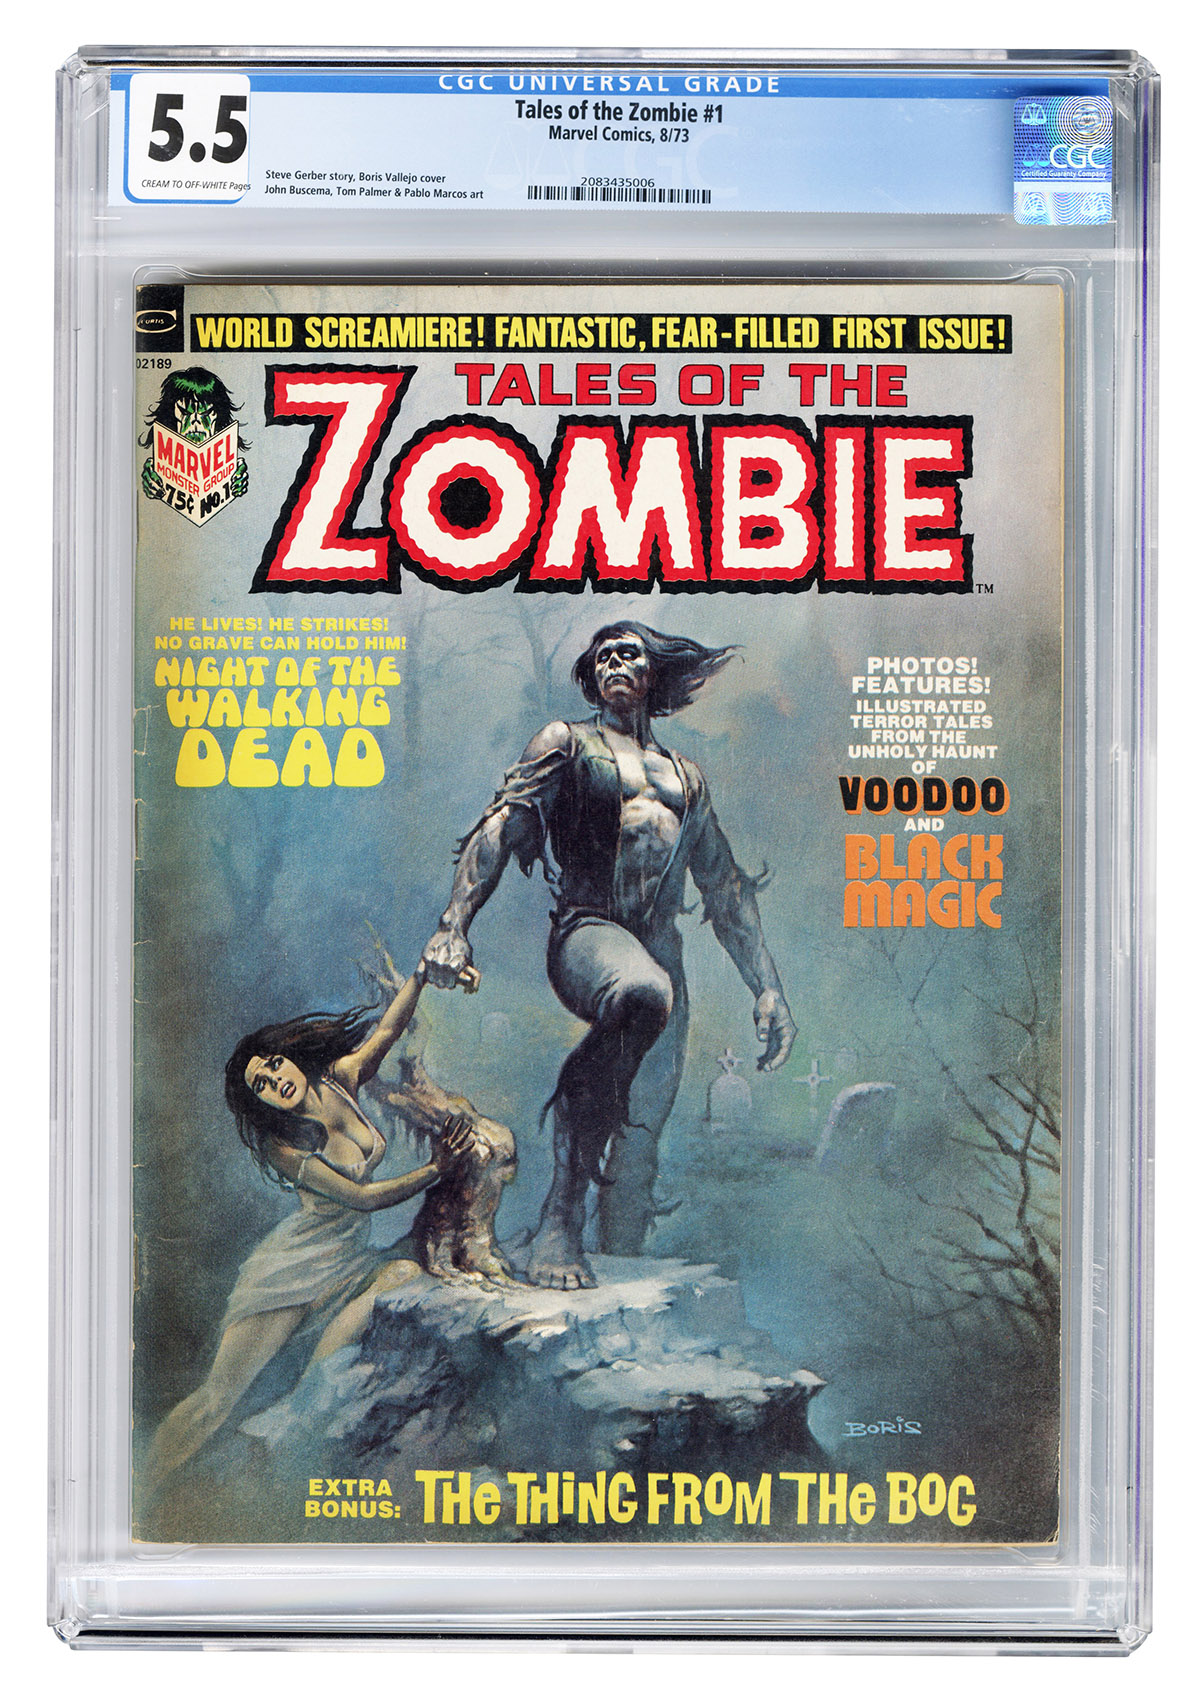 CGC UNIVERSAL GRADE
5.5
CREAM TO OFF-WHITE Pages
Tales of the Zombie #1
Marvel Comics, 8/73
Steve Gerber story, Boris Vallejo cover
John Buscema, Tom Palmer & Pablo Marcos art
2083435006
CGC
Certified Guaranty Company
CURTIS
02189
WORLD SCREAMIERE! FANTASTIC, FEAR-FILLED FIRST ISSUE!
MARVEL
MONSTER GROUP
75¢ NO.1
TALES OF THE
ZOMBIE
TM
HE LIVES! HE STRIKES!
NO GRAVE CAN HOLD HIM!
NIGHT OF THE
WALKING
DEAD
PHOTOS!
FEATURES!
ILLUSTRATED
TERROR TALES
FROM THE
UNHOLY HAUNT
OF
VOODOO
AND
BLACK
MAGIC
BORIS
EXTRA
BONUS:
THE THING FROM THE BOG